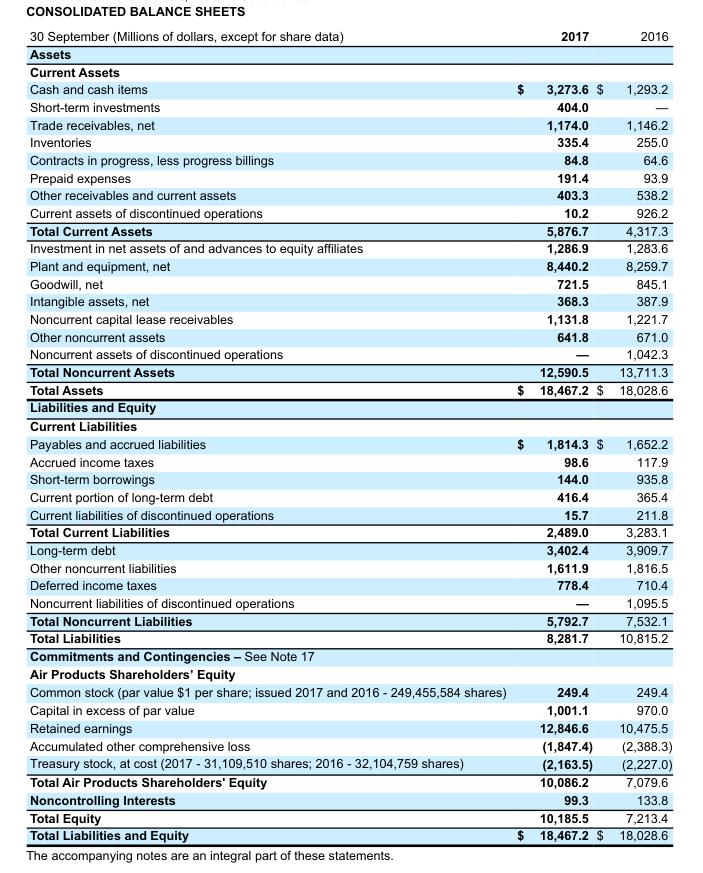 CONSOLIDATED BALANCE SHEETS
30 September (Millions of dollars, except for share data) 2017 2016
Assets
Current Assets
Cash and cash items $ 3,273.6 $ 1,293.2
Short-term investments 404.0 —
Trade receivables, net 1,174.0 1,146.2
Inventories 335.4 255.0
Contracts in progress, less progress billings 84.8 64.6
Prepaid expenses 191.4 93.9
Other receivables and current assets 403.3 538.2
Current assets of discontinued operations 10.2 926.2
Total Current Assets 5,876.7 4,317.3
Investment in net assets of and advances to equity affiliates 1,286.9 1,283.6
Plant and equipment, net 8,440.2 8,259.7
Goodwill, net 721.5 845.1
Intangible assets, net 368.3 387.9
Noncurrent capital lease receivables 1,131.8 1,221.7
Other noncurrent assets 641.8 671.0
Noncurrent assets of discontinued operations — 1,042.3
Total Noncurrent Assets 12,590.5 13,711.3
Total Assets $ 18,467.2 $ 18,028.6
Liabilities and Equity
Current Liabilities
Payables and accrued liabilities $ 1,814.3 $ 1,652.2
Accrued income taxes 98.6 117.9
Short-term borrowings 144.0 935.8
Current portion of long-term debt 416.4 365.4
Current liabilities of discontinued operations 15.7 211.8
Total Current Liabilities 2,489.0 3,283.1
Long-term debt 3,402.4 3,909.7
Other noncurrent liabilities 1,611.9 1,816.5
Deferred income taxes 778.4 710.4
Noncurrent liabilities of discontinued operations — 1,095.5
Total Noncurrent Liabilities 5,792.7 7,532.1
Total Liabilities 8,281.7 10,815.2
Commitments and Contingencies – See Note 17
Air Products Shareholders’ Equity
Common stock (par value $1 per share; issued 2017 and 2016 - 249,455,584 shares) 249.4 249.4
Capital in excess of par value 1,001.1 970.0
Retained earnings 12,846.6 10,475.5
Accumulated other comprehensive loss (1,847.4) (2,388.3)
Treasury stock, at cost (2017 - 31,109,510 shares; 2016 - 32,104,759 shares) (2,163.5) (2,227.0)
Total Air Products Shareholders' Equity 10,086.2 7,079.6
Noncontrolling Interests 99.3 133.8
Total Equity 10,185.5 7,213.4
Total Liabilities and Equity $ 18,467.2 $ 18,028.6
The accompanying notes are an integral part of these statements.